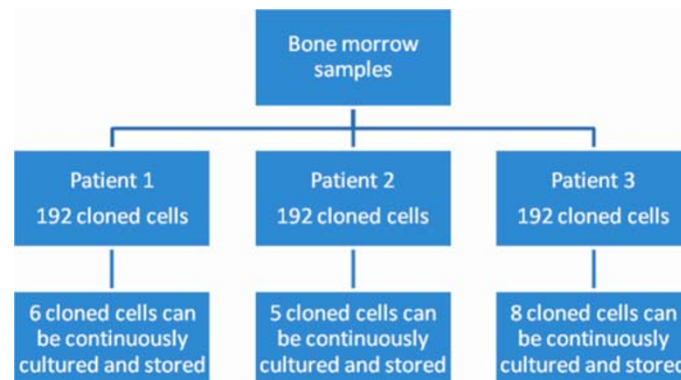 Bone morrow
samples
Patient 1
192 cloned cells
Patient 2
192 cloned cells
Patient 3
192 cloned cells
6 cloned cells can
be continuously
cultured and stored
5 cloned cells can
be continuously
cultured and stored
8 cloned cells can
be continuously
cultured and stored